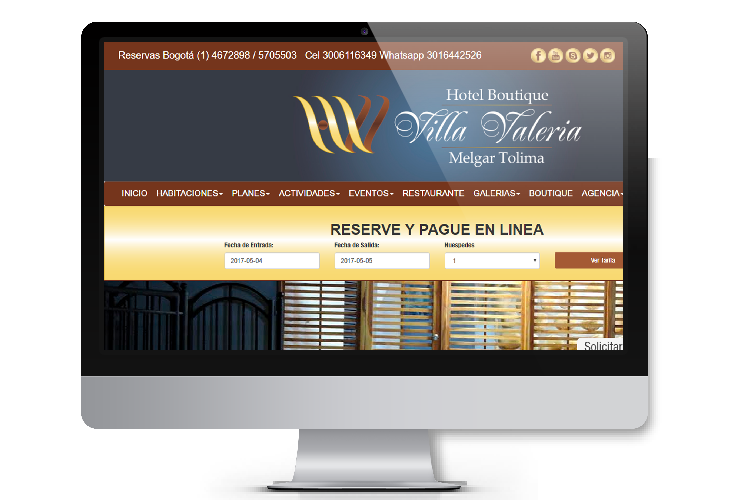 Reservas Bogotá (1) 4672898 / 5705503   Cel 3006116349 Whatsapp 3016442526
Hotel Boutique
Villa Valeria
Melgar Tolima
INICIO HABITACIONES PLANES ACTIVIDADES EVENTOS RESTAURANTE GALERIAS BOUTIQUE AGENCIA
RESERVE Y PAGUE EN LINEA
Fecha de Entrada: Fecha de Salida: Huespedes
2017-05-04 2017-05-05 1 Ver tarifa
Solicitar